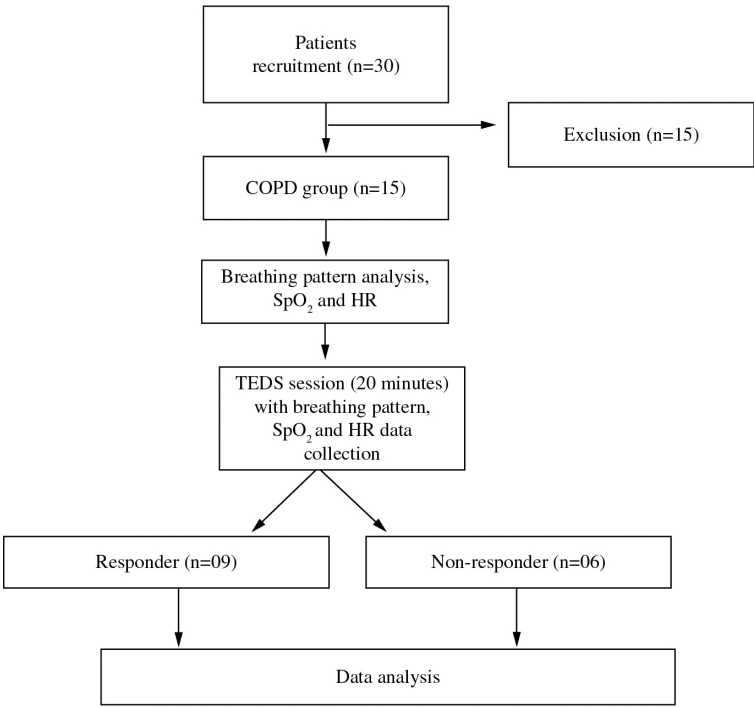 Patients
recruitment (n=30)
Exclusion (n=15)
COPD group (n=15)
Breathing pattern analysis,
SpO₂ and HR
TEDS session (20 minutes)
with breathing pattern,
SpO₂ and HR data
collection
Responder (n=09)
Non-responder (n=06)
Data analysis